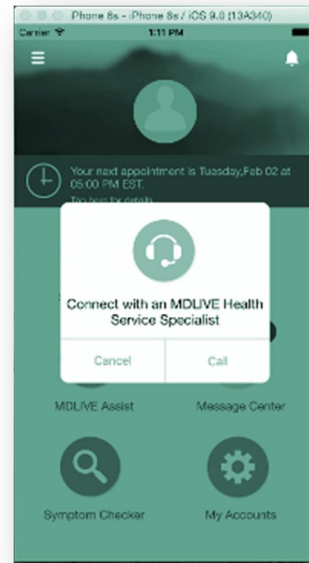 iPhone 6s - iPhone 6s / iOS 9.0 (13A340)
Carrier
1:11 PM
Your next appointment is Tuesday,Feb 02 at
05:00 PM EST.
Tap here for details
Connect with an MDLIVE Health
Service Specialist
Cancel
Call
MDLIVE Assist
Message Center
Symptom Checker
My Accounts